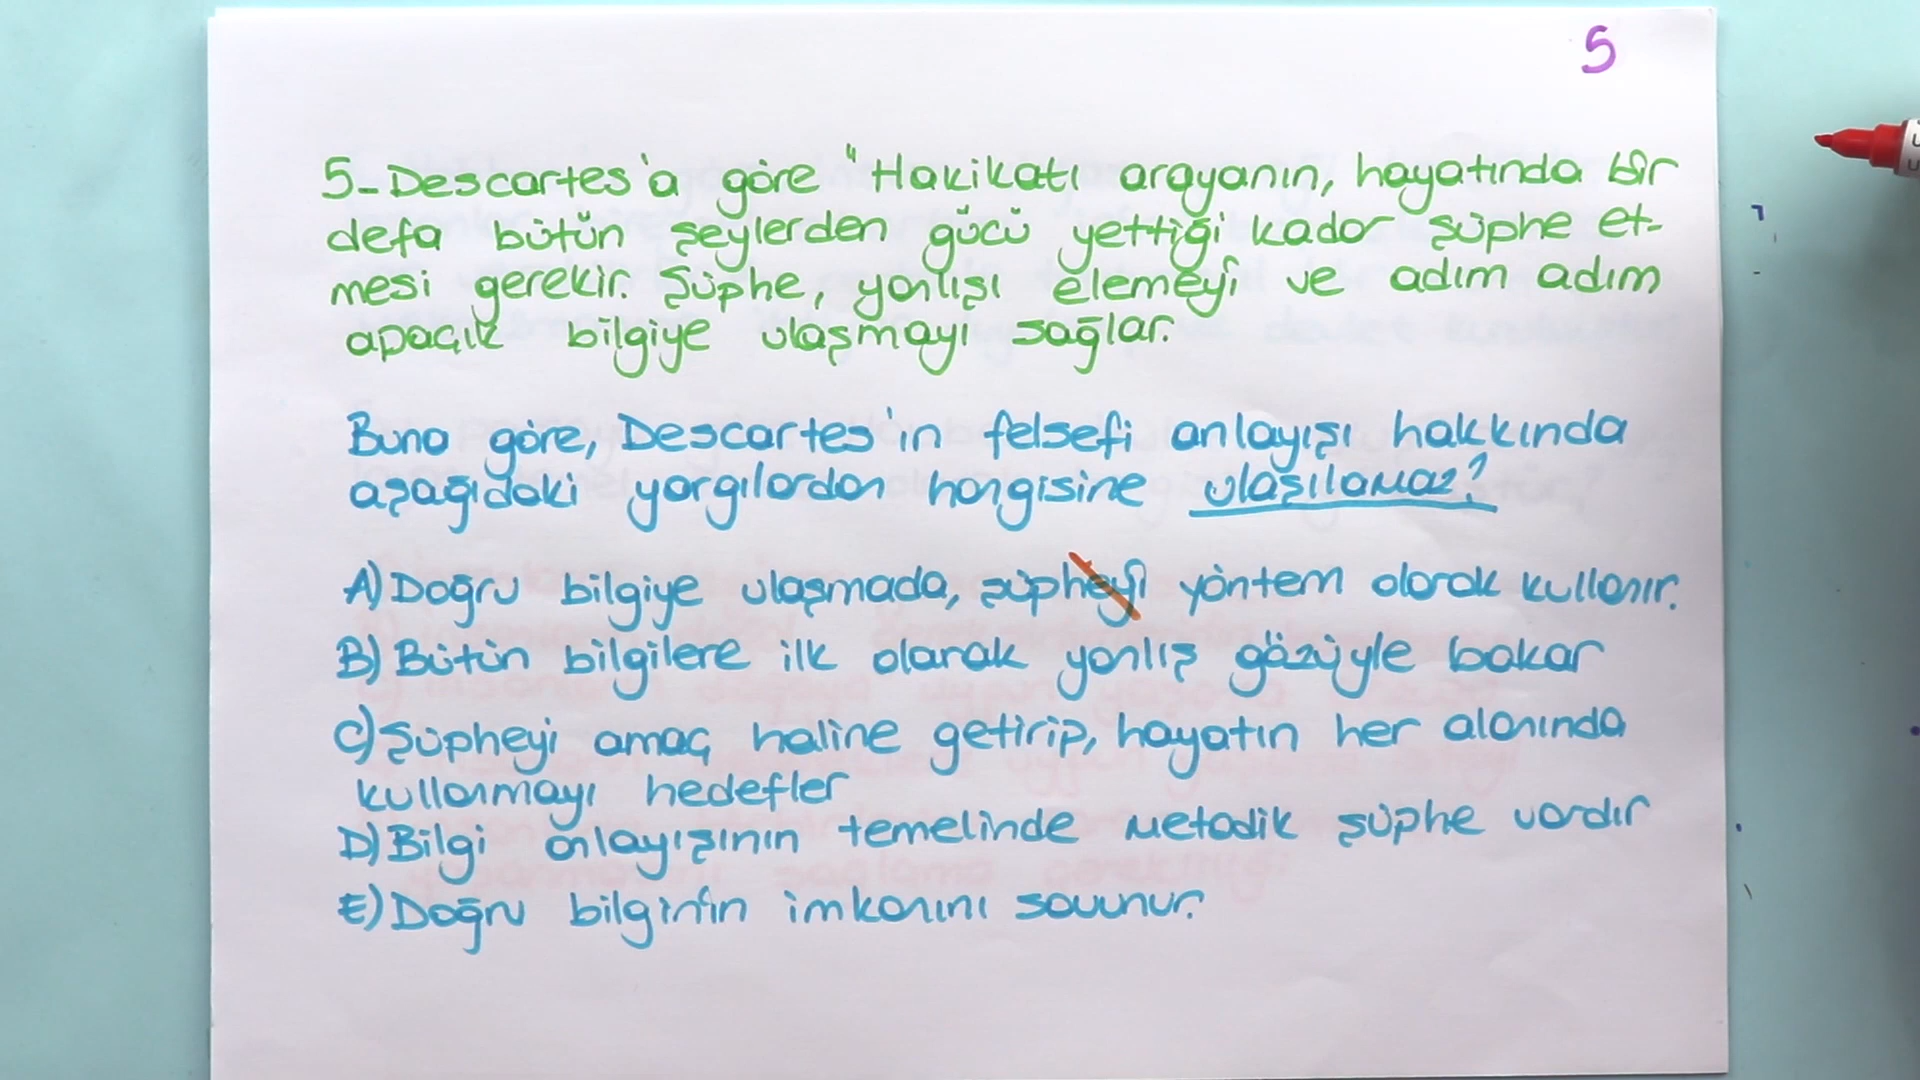 5
5-Descartes'a göre "Hakikatı arayanın, hayatında bir
defa bütün şeylerden gücü yettiği kadar şüphe et-
mesi gerekir. Şüphe, yanlışı elemeyi ve adım adım
apaçık bilgiye ulaşmayı sağlar.
Buna göre, Descartes'in felsefi anlayışı hakkında
aşağıdaki yargılardan hangisine ulaşılamaz?
A) Doğru bilgiye ulaşmada, şüpheyi yöntem olarak kullanır.
B) Bütün bilgilere ilk olarak yanlış gözüyle bakar
C) Şüpheyi amaç haline getirip, hayatın her alanında
kullanmayı hedefler
D) Bilgi anlayışının temelinde metodik şüphe vardır
E) Doğru bilginin imkanını savunur.